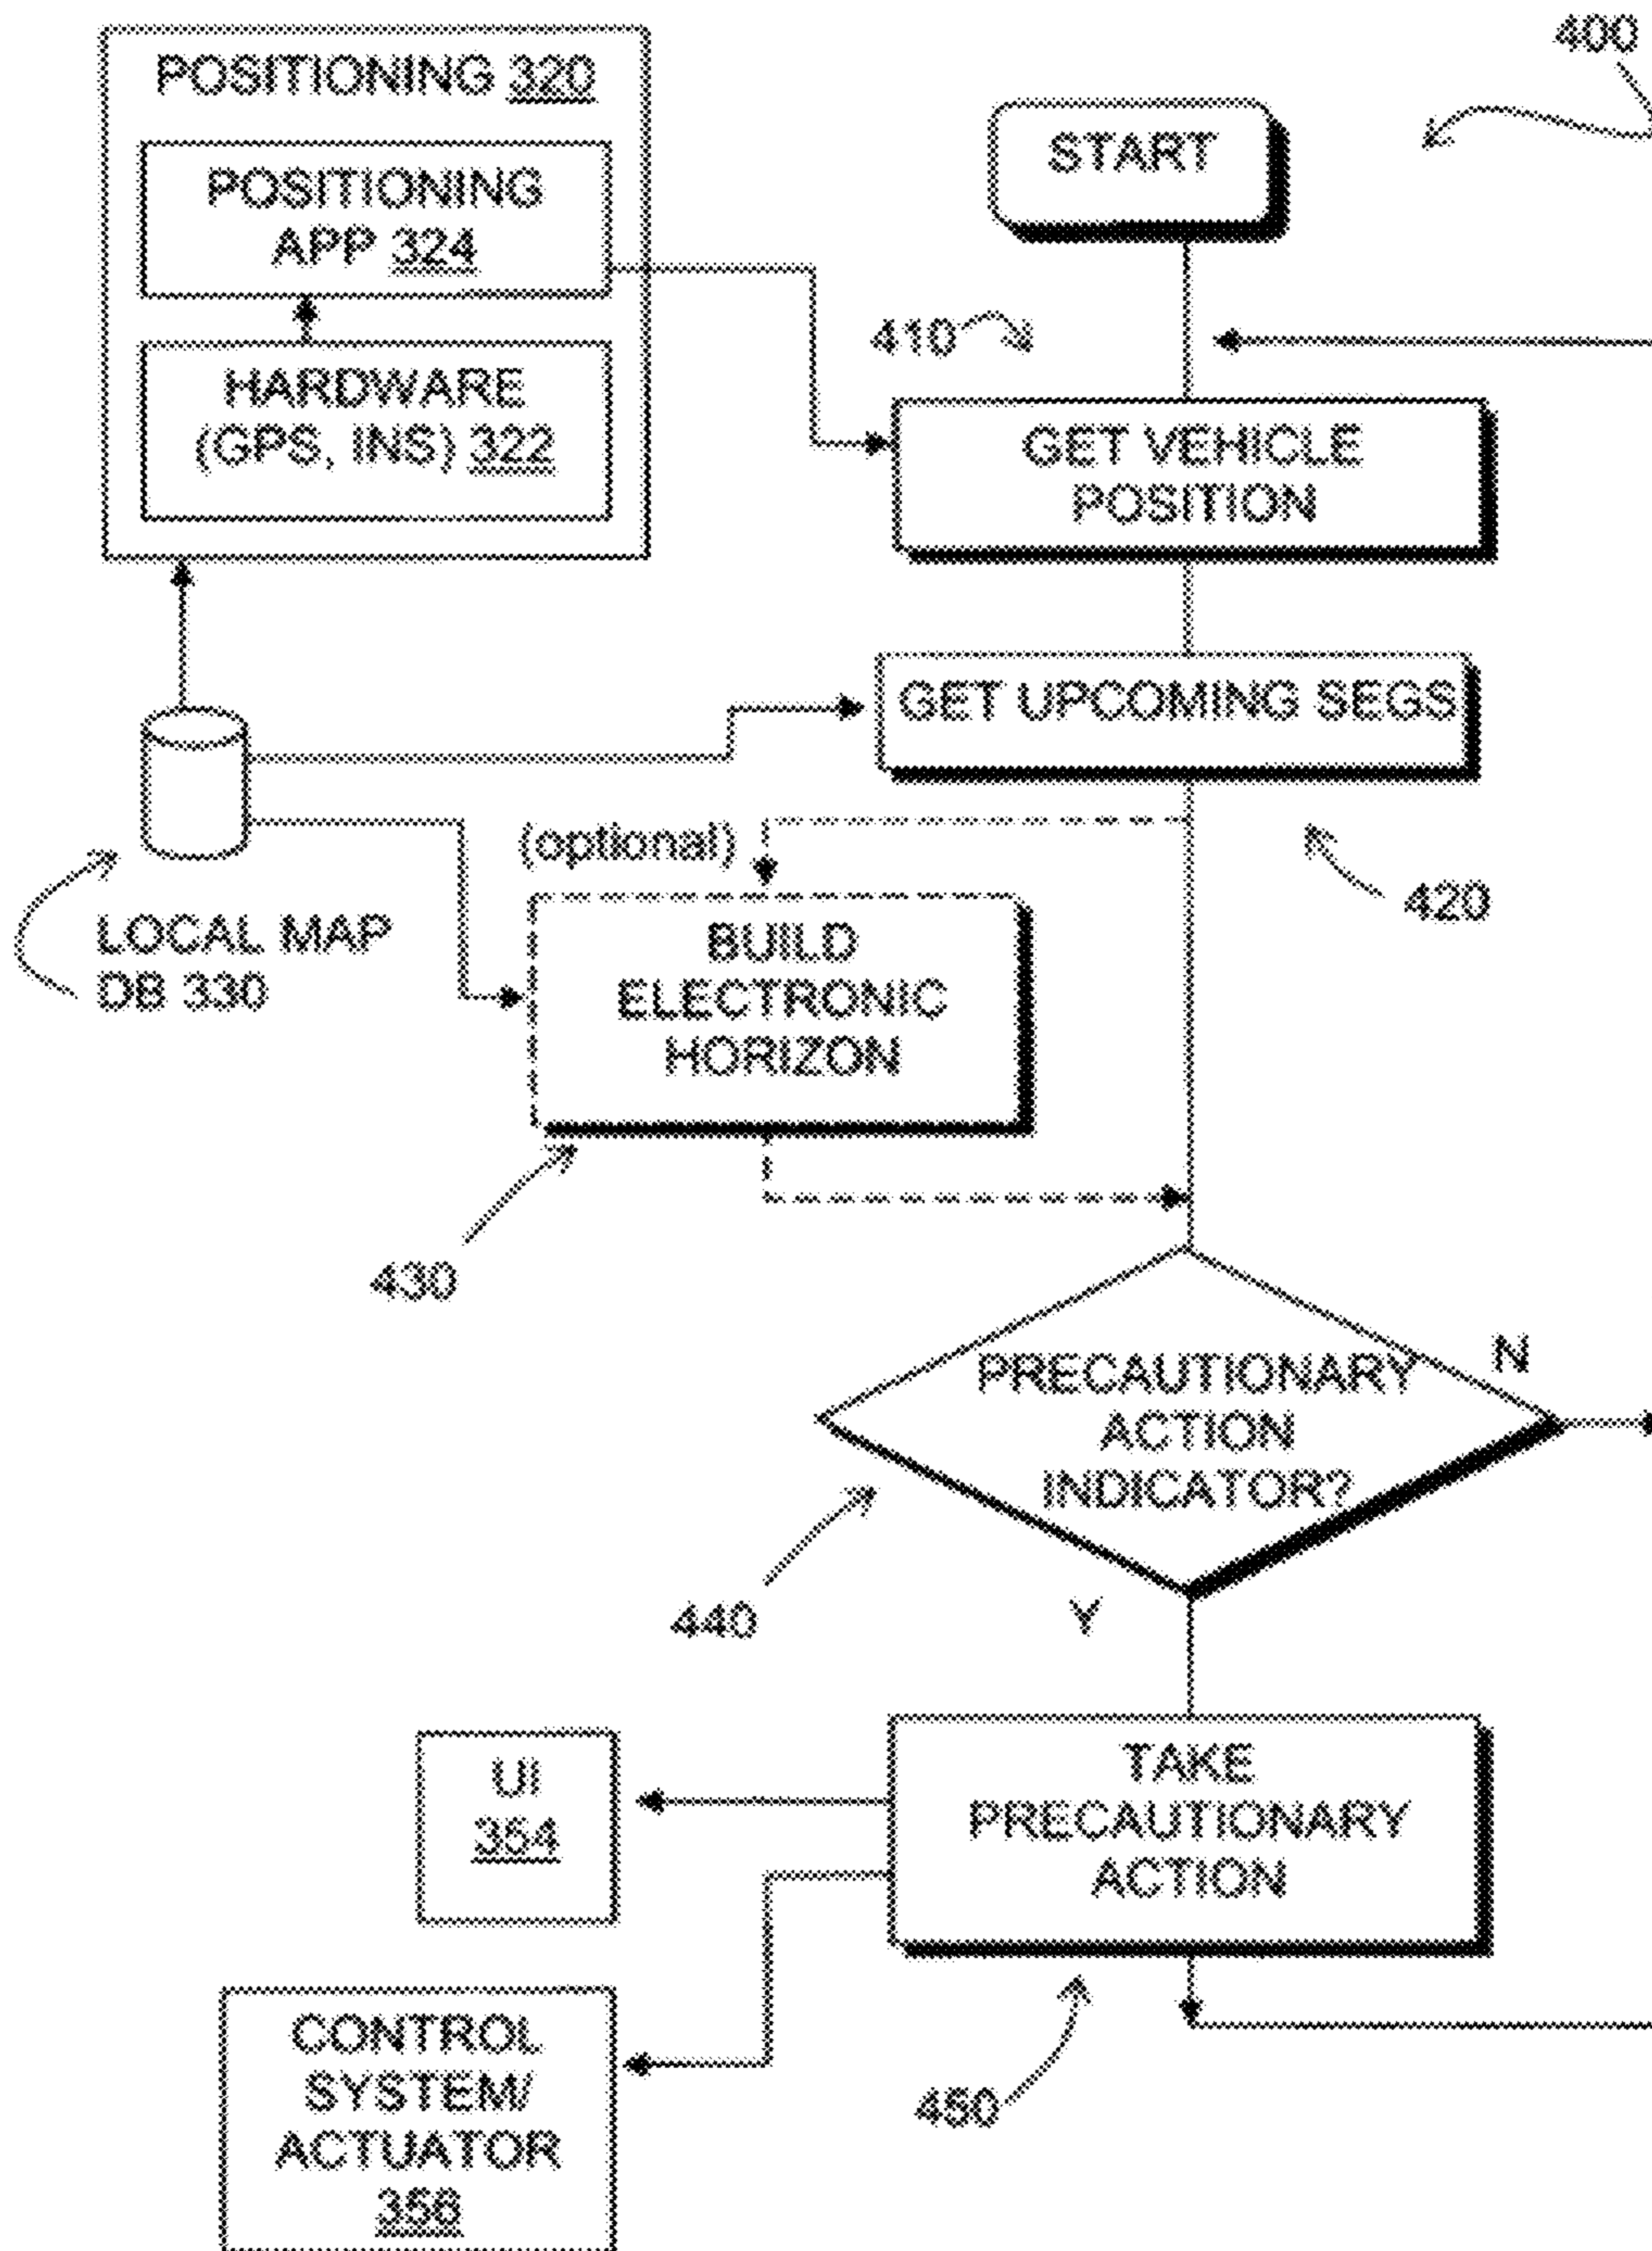 400
POSITIONING 320
POSITIONING
APP 324
HARDWARE
(GPS, INS) 322
START
410
GET VEHICLE
POSITION
GET UPCOMING SEGS
420
LOCAL MAP
DB 330
(optional)
BUILD
ELECTRONIC
HORIZON
430
PRECAUTIONARY
ACTION
INDICATOR?
N
440
Y
TAKE
PRECAUTIONARY
ACTION
UI
354
CONTROL
SYSTEM/
ACTUATOR
356
450